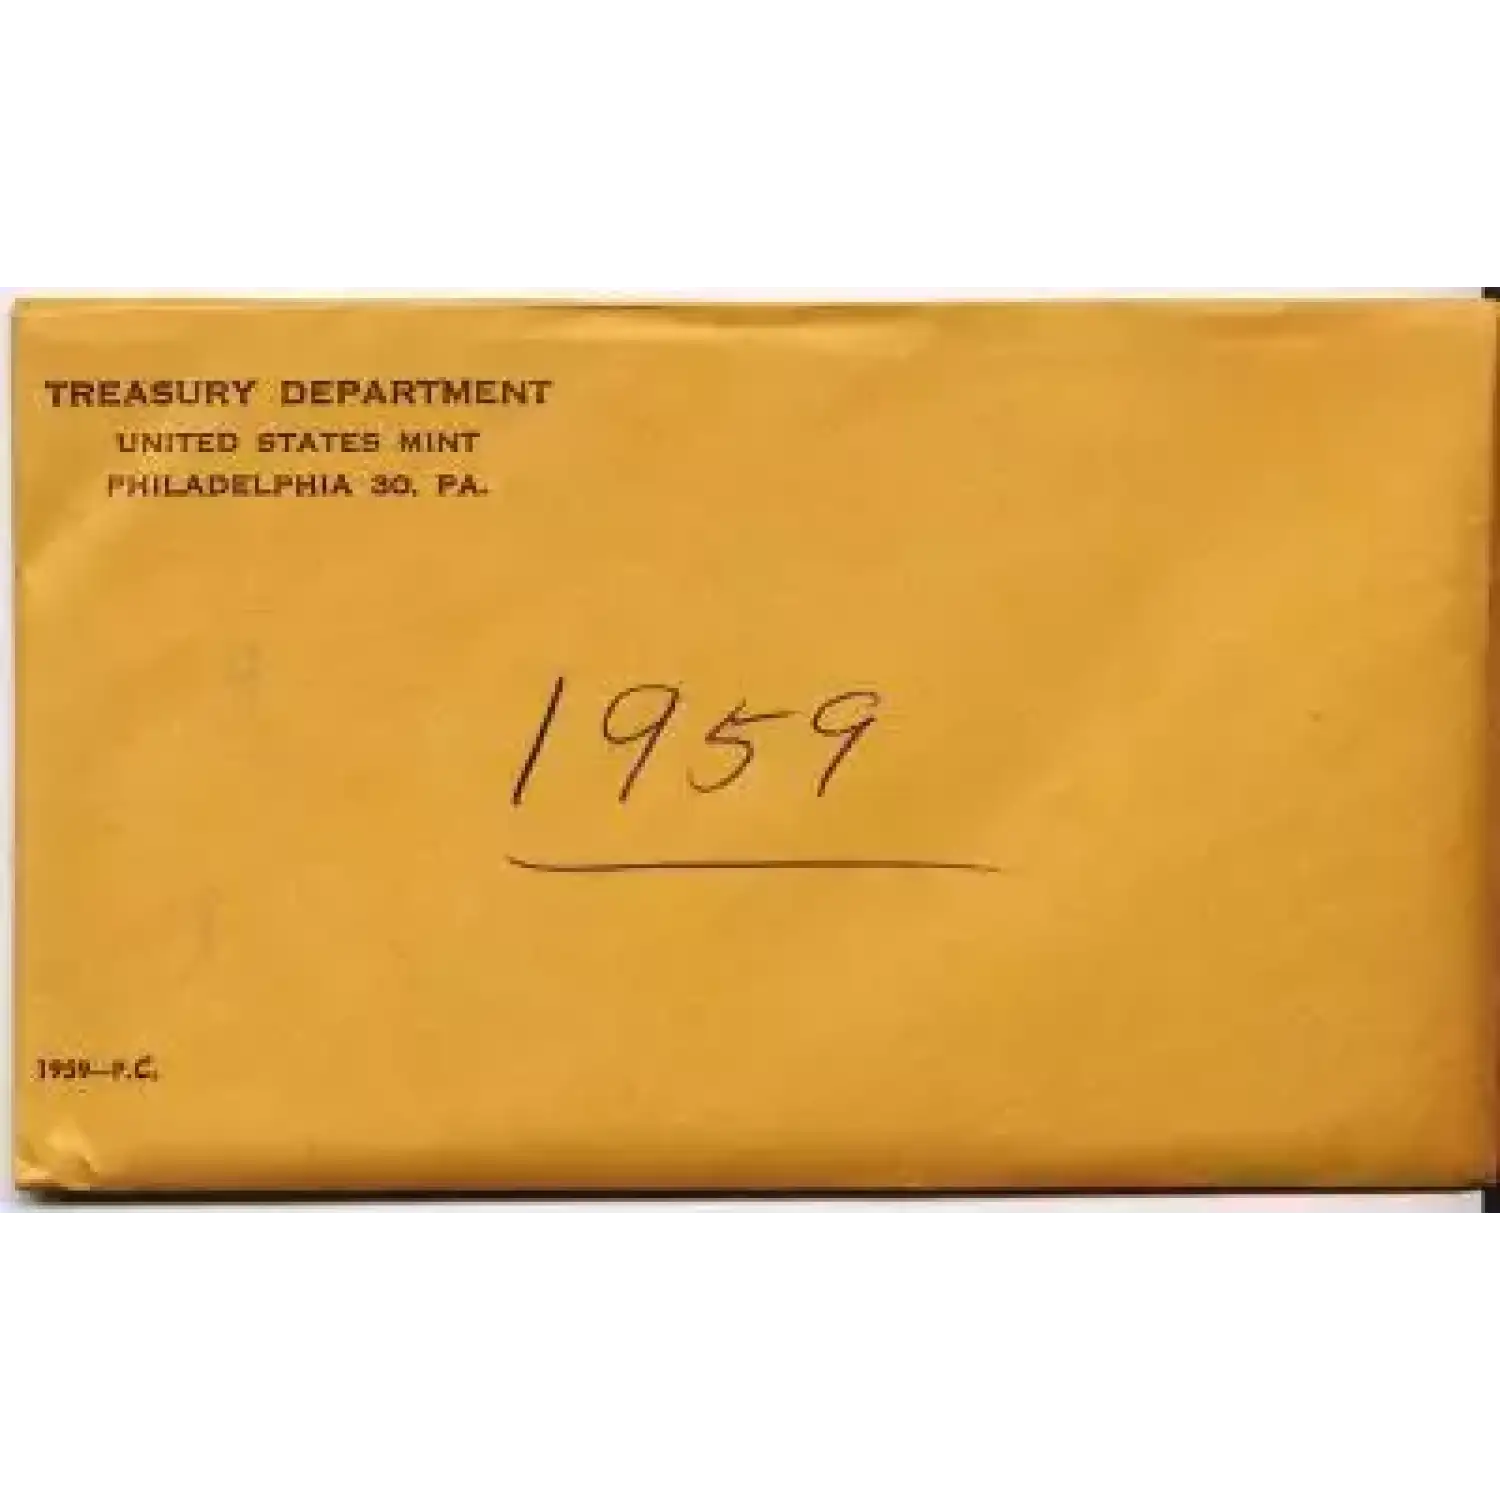 TREASURY DEPARTMENT
UNITED STATES MINT
PHILADELPHIA 30, PA.
1959
1959—P.C.